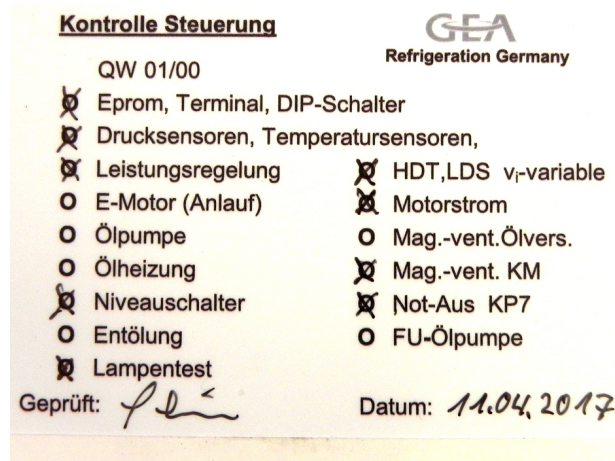 Kontrolle Steuerung
GEA
Refrigeration Germany
QW 01/00
Eprom, Terminal, DIP-Schalter
Drucksensoren, Temperatursensoren,
Leistungsregelung
HDT,LDS vi-variable
E-Motor (Anlauf)
Motorstrom
Ölpumpe
Mag.-vent.Ölvers.
Ölheizung
Mag.-vent. KM
Niveauschalter
Not-Aus KP7
Entölung
FU-Ölpumpe
Lampentest
Geprüft:
Datum: 11.04.2017